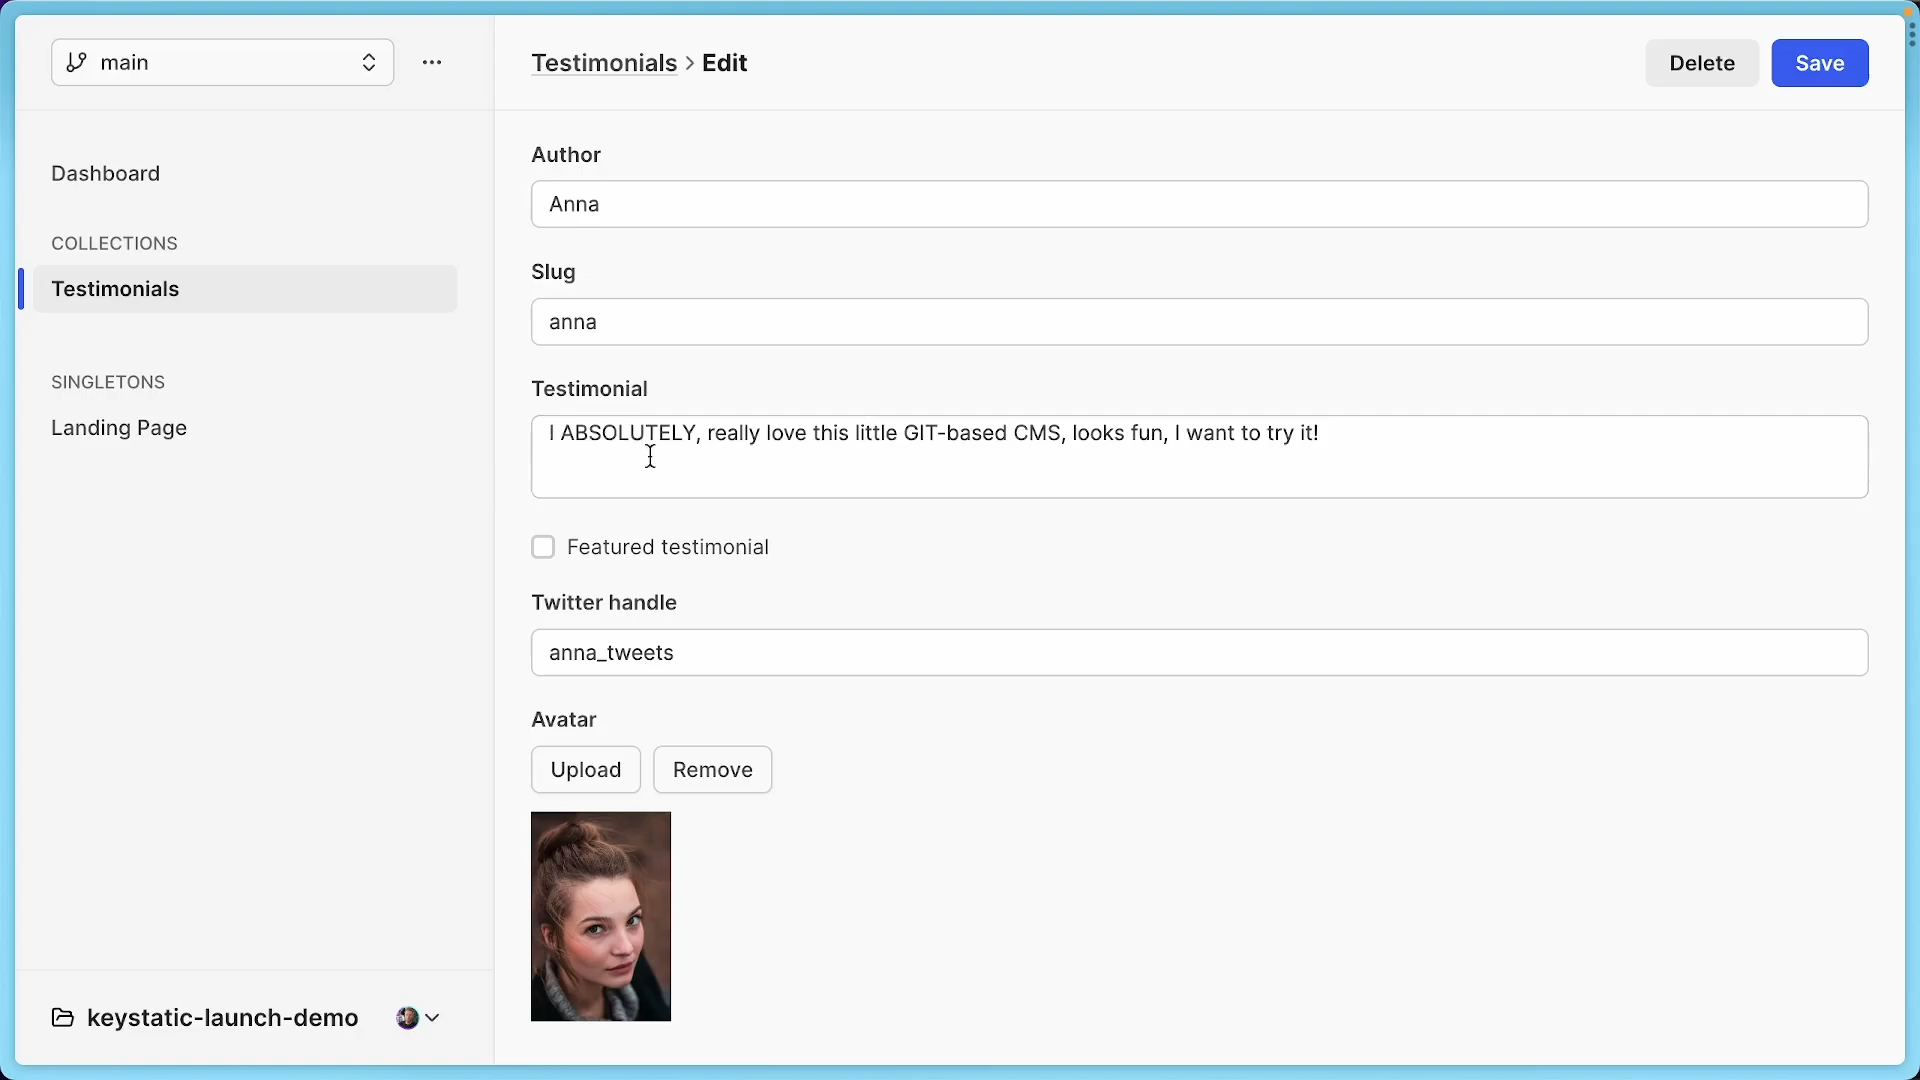 main
Testimonials > Edit
Delete
Save
Dashboard
COLLECTIONS
Testimonials
SINGLETONS
Landing Page
Author
Anna
Slug
anna
Testimonial
I ABSOLUTELY, really love this little GIT-based CMS, looks fun, I want to try it!
Featured testimonial
Twitter handle
anna_tweets
Avatar
Upload
Remove
keystatic-launch-demo